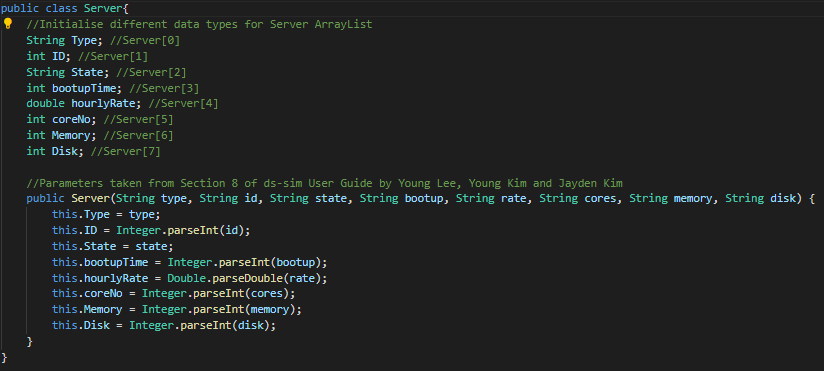 public class Server{
//Initialise different data types for Server ArrayList
String Type; //Server[0]
int ID; //Server[1]
String State; //Server[2]
int bootupTime; //Server[3]
double hourlyRate; //Server[4]
int coreNo; //Server[5]
int Memory; //Server[6]
int Disk; //Server[7]
//Parameters taken from Section 8 of ds-sim User Guide by Young Lee, Young Kim and Jayden Kim
public Server(String type, String id, String state, String bootup, String rate, String cores, String memory, String disk) {
this.Type = type;
this.ID = Integer.parseInt(id);
this.State = state;
this.bootupTime = Integer.parseInt(bootup);
this.hourlyRate = Double.parseDouble(rate);
this.coreNo = Integer.parseInt(cores);
this.Memory = Integer.parseInt(memory);
this.Disk = Integer.parseInt(disk);
}
}